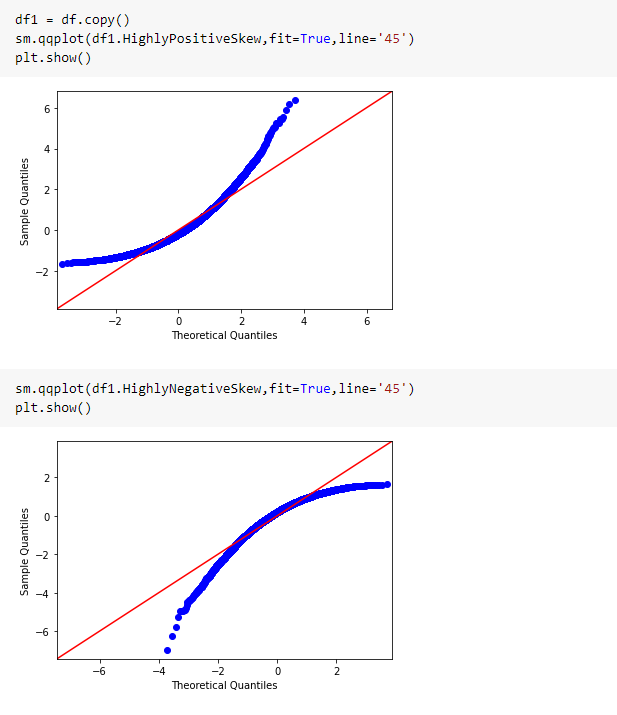 df1 = df.copy()
sm.qqplot(df1.HighlyPositiveSkew,fit=True,line='45')
plt.show()
6
4
2
0
−2
Sample Quantiles
−2 0 2 4 6
Theoretical Quantiles
sm.qqplot(df1.HighlyNegativeSkew,fit=True,line='45')
plt.show()
2
0
−2
−4
−6
Sample Quantiles
−6 −4 −2 0 2
Theoretical Quantiles